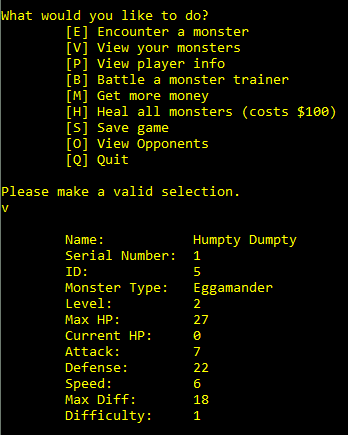 What would you like to do?
[E] Encounter a monster
[V] View your monsters
[P] View player info
[B] Battle a monster trainer
[M] Get more money
[H] Heal all monsters (costs $100)
[S] Save game
[O] View Opponents
[Q] Quit
Please make a valid selection.
v
Name: Humpty Dumpty
Serial Number: 1
ID: 5
Monster Type: Eggamander
Level: 2
Max HP: 27
Current HP: 0
Attack: 7
Defense: 22
Speed: 6
Max Diff: 18
Difficulty: 1